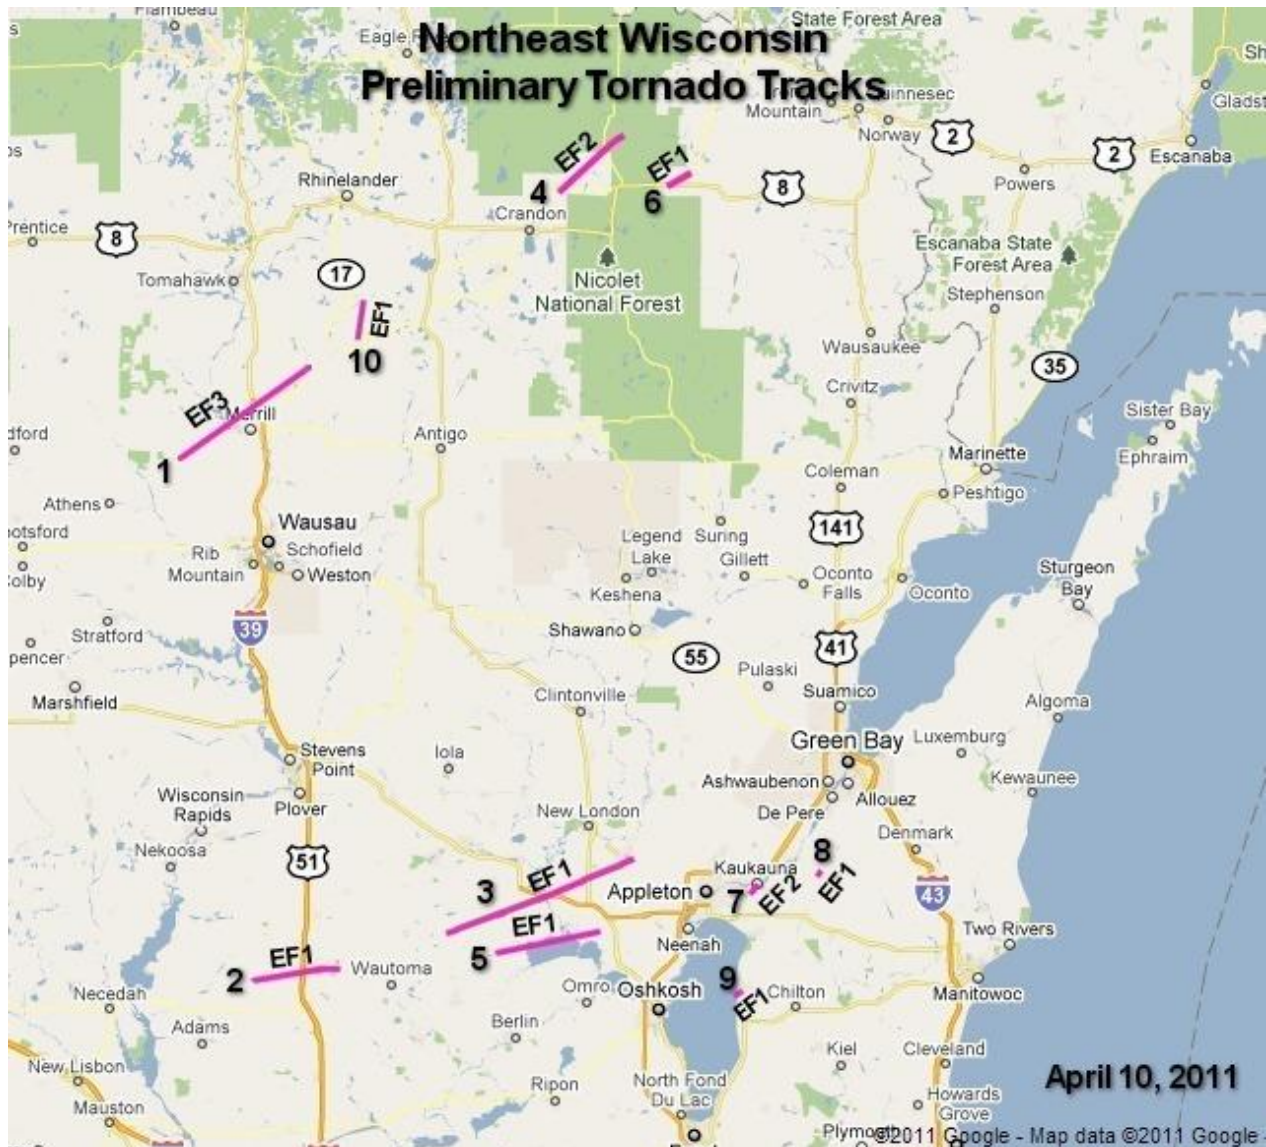 Flambeau
Eagle
State Forest Area
Northeast Wisconsin
Preliminary Tornado Tracks
Sh
Mountain
Norway
2
2
Gladst
Escanaba
EF2
EF1
4
6
8
Powers
Rhinelander
Crandon
Prentice
8
Escanaba State
Forest Area
Tomahawk
17
Nicolet
National Forest
Stephenson
EF1
10
Wausaukee
35
Crivitz
EF3
Merrill
1
dford
Antigo
Sister Bay
Ephraim
Marinette
Coleman
Peshtigo
Athens
141
Wausau
Legend
Lake
Suring
Gillett
Rib
Mountain
Schofield
Weston
Colby
Keshena
Oconto
Falls
Oconto
Sturgeon
Bay
39
Stratford
pencer
Shawano
55
41
Marshfield
Pulaski
Suamico
Clintonville
Algoma
Green Bay
Luxemburg
Stevens
Point
Iola
Ashwaubenon
Kewaunee
Wisconsin
Rapids
Plover
New London
De Pere
Allouez
Denmark
Nekoosa
51
8
EF1
3
EF1
Appleton
Kaukauna
7
EF2
43
5
EF1
Neenah
Two Rivers
2
EF1
Wautoma
Omro
Oshkosh
9
EF1
Chilton
Manitowoc
Necedah
Adams
Berlin
Kiel
Cleveland
New Lisbon
Ripon
North Fond
Du Lac
April 10, 2011
Mauston
Howards
Grove
Plymouth
©2011 Google - Map data ©2011 Google